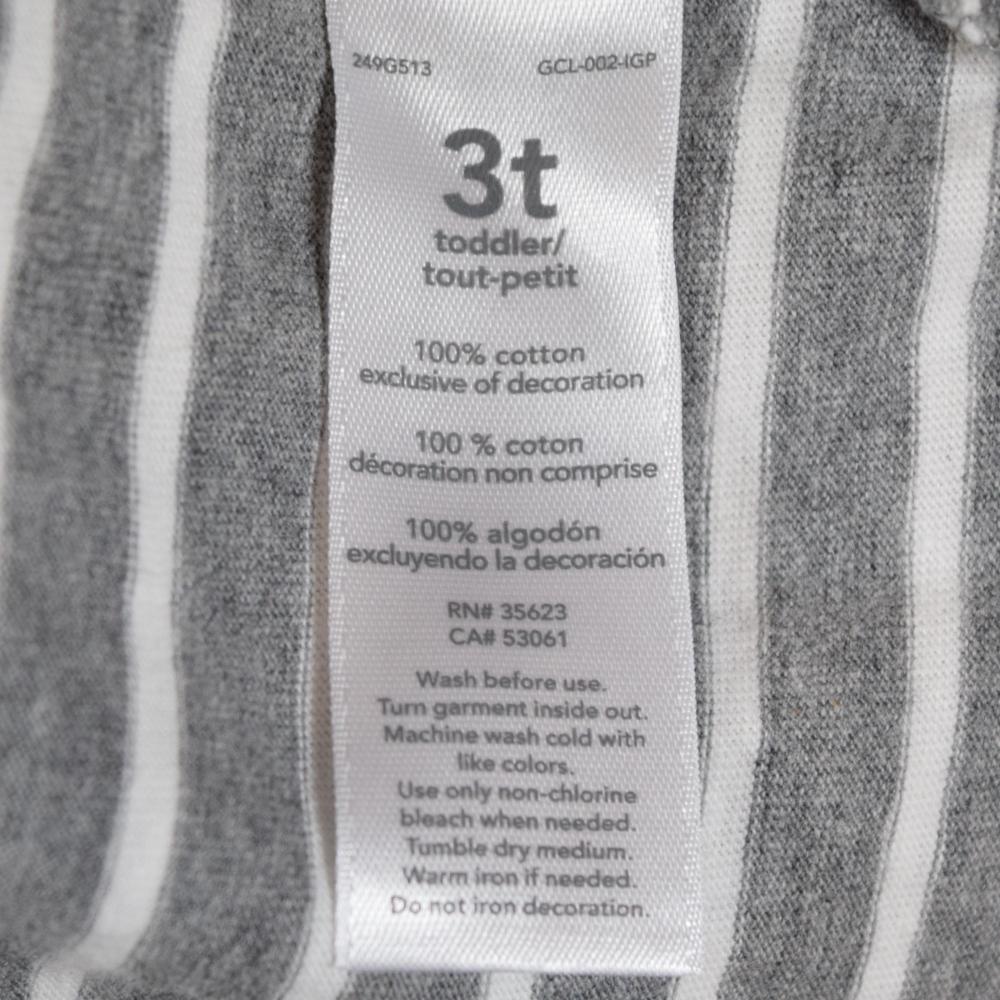 249G513 GCL-002-IGP
3t
toddler/
tout-petit
100% cotton
exclusive of decoration
100 % coton
décoration non comprise
100% algodón
excluyendo la decoración
RN# 35623
CA# 53061
Wash before use.
Turn garment inside out.
Machine wash cold with
like colors.
Use only non-chlorine
bleach when needed.
Tumble dry medium.
Warm iron if needed.
Do not iron decoration.